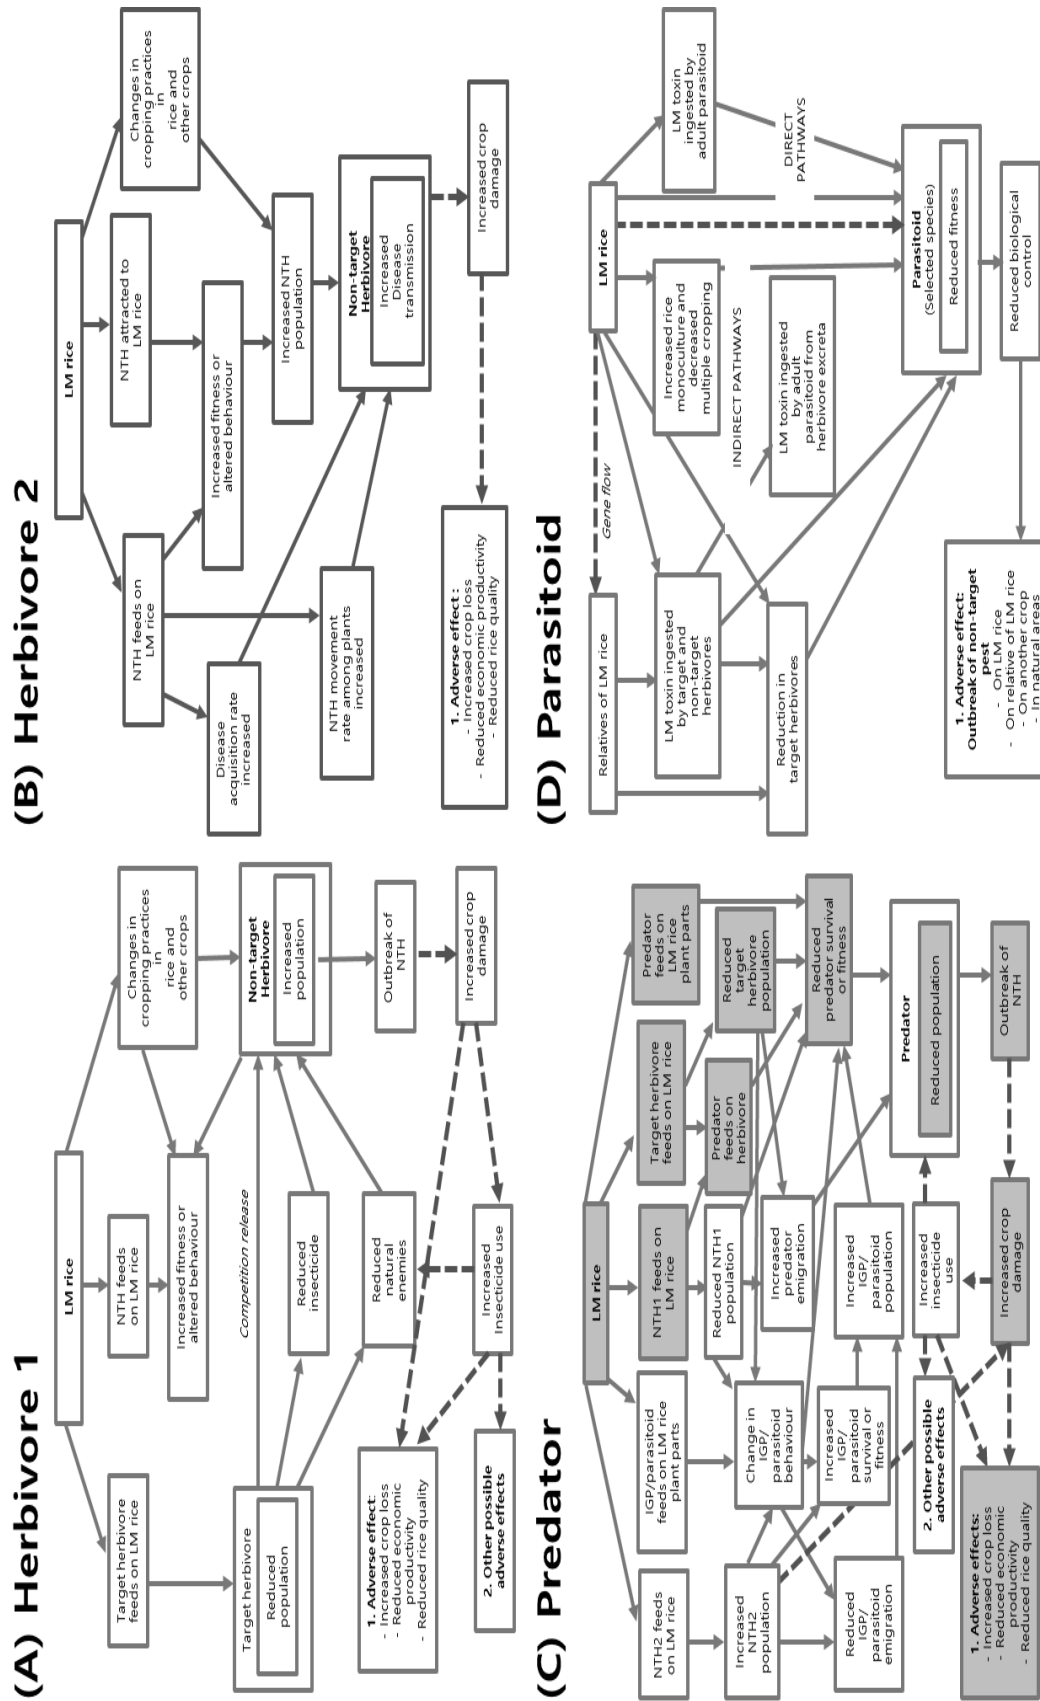 (A) Herbivore 1
LM rice
Target herbivore
feeds on LM rice
NTH feeds
on LM rice
Changes in
cropping practices
in
rice and
other crops
Increased fitness or
altered behaviour
Target herbivore
Reduced
population
Competition release
Non-target
Herbivore
Increased
population
Reduced
insecticide
Reduced
natural
enemies
Outbreak of
NTH
1. Adverse effect:
- Increased crop loss
- Reduced economic
productivity
- Reduced rice quality
Increased
Insecticide use
Increased crop
damage
2. Other possible
adverse effects
(B) Herbivore 2
LM rice
NTH feeds on
LM rice
NTH attracted to
LM rice
Changes in
cropping practices
in
rice and
other crops
Disease
acquisition rate
increased
Increased fitness or
altered behaviour
Increased NTH
population
NTH movement
rate among plants
increased
Non-target
Herbivore
Increased
Disease
transmission
1. Adverse effect :
- Increased crop loss
- Reduced economic productivity
- Reduced rice quality
Increased crop
damage
(C) Predator
LM rice
NTH2 feeds
on LM rice
IGP/parasitoid
feeds on LM rice
plant parts
NTH1 feeds on
LM rice
Target herbivore
feeds on LM rice
Predator
feeds on
LM rice
plant parts
Increased
NTH2
population
Change in
IGP/
parasitoid
behaviour
Reduced NTH1
population
Predator
feeds on
herbivore
Reduced
target
herbivore
population
Increased
predator
emigration
Reduced
IGP/
parasitoid
emigration
Increased
IGP/
parasitoid
survival or
fitness
Increased
IGP/
parasitoid
population
Reduced
predator survival
or fitness
Predator
Reduced population
2. Other possible
adverse effects
Increased
insecticide
use
1. Adverse effects:
- Increased crop loss
- Reduced economic
productivity
- Reduced rice quality
Increased crop
damage
Outbreak of
NTH
(D) Parasitoid
LM rice
Gene flow
Relatives of LM rice
LM toxin ingested
by target and
non-target
herbivores
Increased rice
monoculture and
decreased
multiple cropping
LM toxin
ingested by
adult parasitoid
INDIRECT PATHWAYS
DIRECT
PATHWAYS
Reduction in
target herbivores
LM toxin ingested
by adult
parasitoid from
herbivore excreta
Parasitoid
(Selected species)
Reduced fitness
1. Adverse effect:
Outbreak of non-target
pest
- On LM rice
- On relative of LM rice
- On another crop
- In natural areas
Reduced biological
control